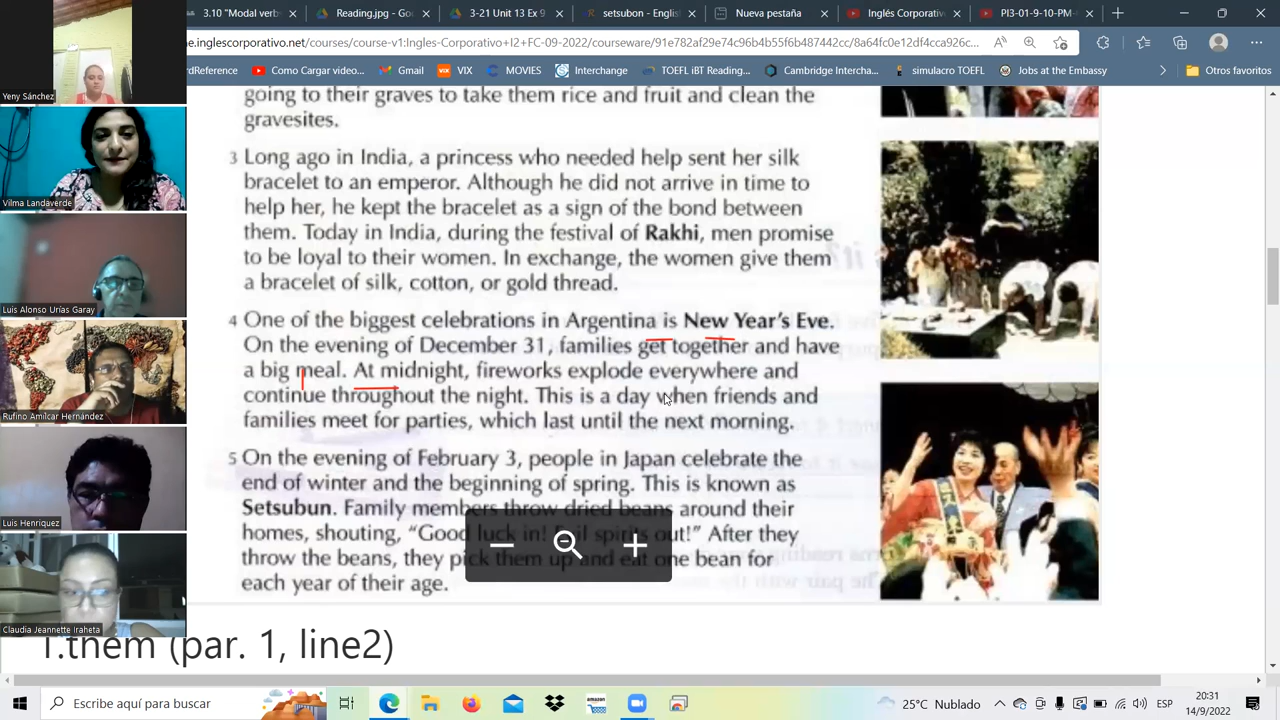 3.10 "Modal verb
Reading.jpg - Go
3-21 Unit 13 Ex 9
setsubon - English
Nueva pestaña
Inglés Corporativo
PI3-01-9-10-PM-
ne.inglescorporativo.net/courses/course-v1:Ingles-Corporativo+I2+FC-09-2022/courseware/91e782af29e74c96b4b55f6b487442cc/8a64fc0e12df4cca926c...
rdReference
Como Cargar video...
Gmail
VIX
MOVIES
Interchange
TOEFL iBT Reading...
Cambridge Intercha...
simulacro TOEFL
Jobs at the Embassy
Otros favoritos
Yeny Sánchez
Vilma Landaverde
Luis Alonso Urías Garay
Rufino Amílcar Hernández
Luis Henriquez
Claudia Jeannette Iraheta
going to their graves to take them rice and fruit and clean the
gravesites.
3 Long ago in India, a princess who needed help sent her silk
bracelet to an emperor. Although he did not arrive in time to
help her, he kept the bracelet as a sign of the bond between
them. Today in India, during the festival of Rakhi, men promise
to be loyal to their women. In exchange, the women give them
a bracelet of silk, cotton, or gold thread.
4 One of the biggest celebrations in Argentina is New Year's Eve.
On the evening of December 31, families get together and have
a big meal. At midnight, fireworks explode everywhere and
continue throughout the night. This is a day when friends and
families meet for parties, which last until the next morning.
5 On the evening of February 3, people in Japan celebrate the
end of winter and the beginning of spring. This is known as
Setsubun. Family members throw dried beans around their
homes, shouting, "Good luck in! Evil spirits out!" After they
throw the beans, they pick them up and eat one bean for
each year of their age.
1.them (par. 1, line2)
Escribe aquí para buscar
25°C Nublado
ESP
20:31
14/9/2022